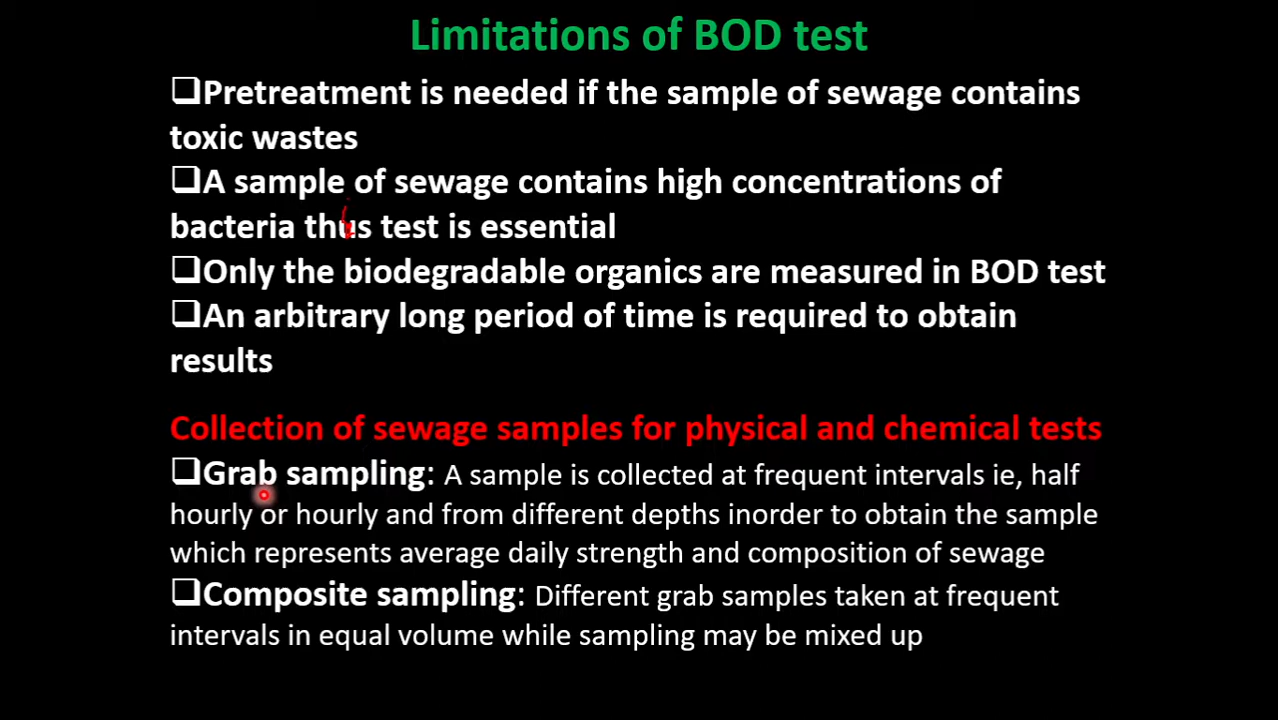 Limitations of BOD test
❑Pretreatment is needed if the sample of sewage contains
toxic wastes
❑A sample of sewage contains high concentrations of
bacteria thus test is essential
❑Only the biodegradable organics are measured in BOD test
❑An arbitrary long period of time is required to obtain
results
Collection of sewage samples for physical and chemical tests
❑Grab sampling: A sample is collected at frequent intervals ie, half
hourly or hourly and from different depths inorder to obtain the sample
which represents average daily strength and composition of sewage
❑Composite sampling: Different grab samples taken at frequent
intervals in equal volume while sampling may be mixed up